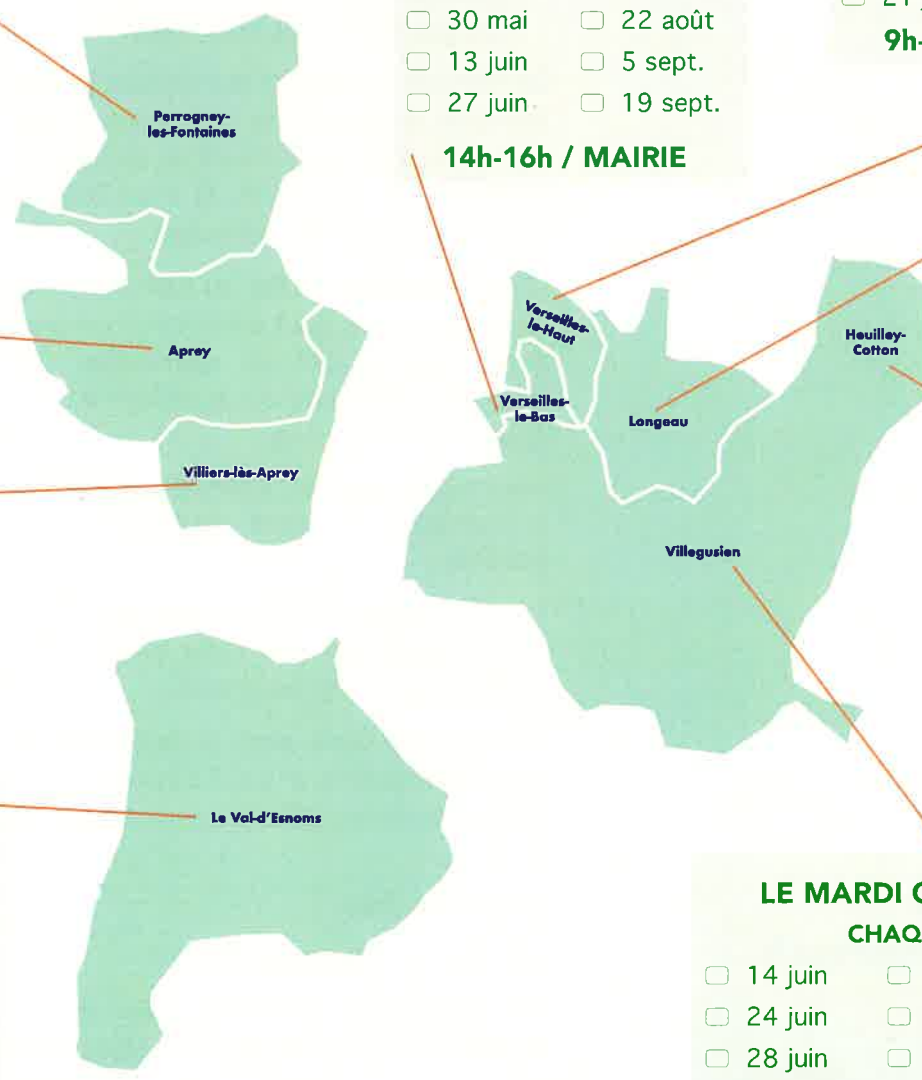 30 mai
22 août
13 juin
5 sept.
27 juin
19 sept.
14h-16h / MAIRIE
9h-
Perrogney-
les-Fontaines
Aprey
Villiers-lès-Aprey
Verseilles-
le-Haut
Verseilles-
le-Bas
Longeau
Heuilley-
Cotton
Villegusien
Le Val-d'Esnoms
LE MARDI
CHAQ
14 juin
24 juin
28 juin